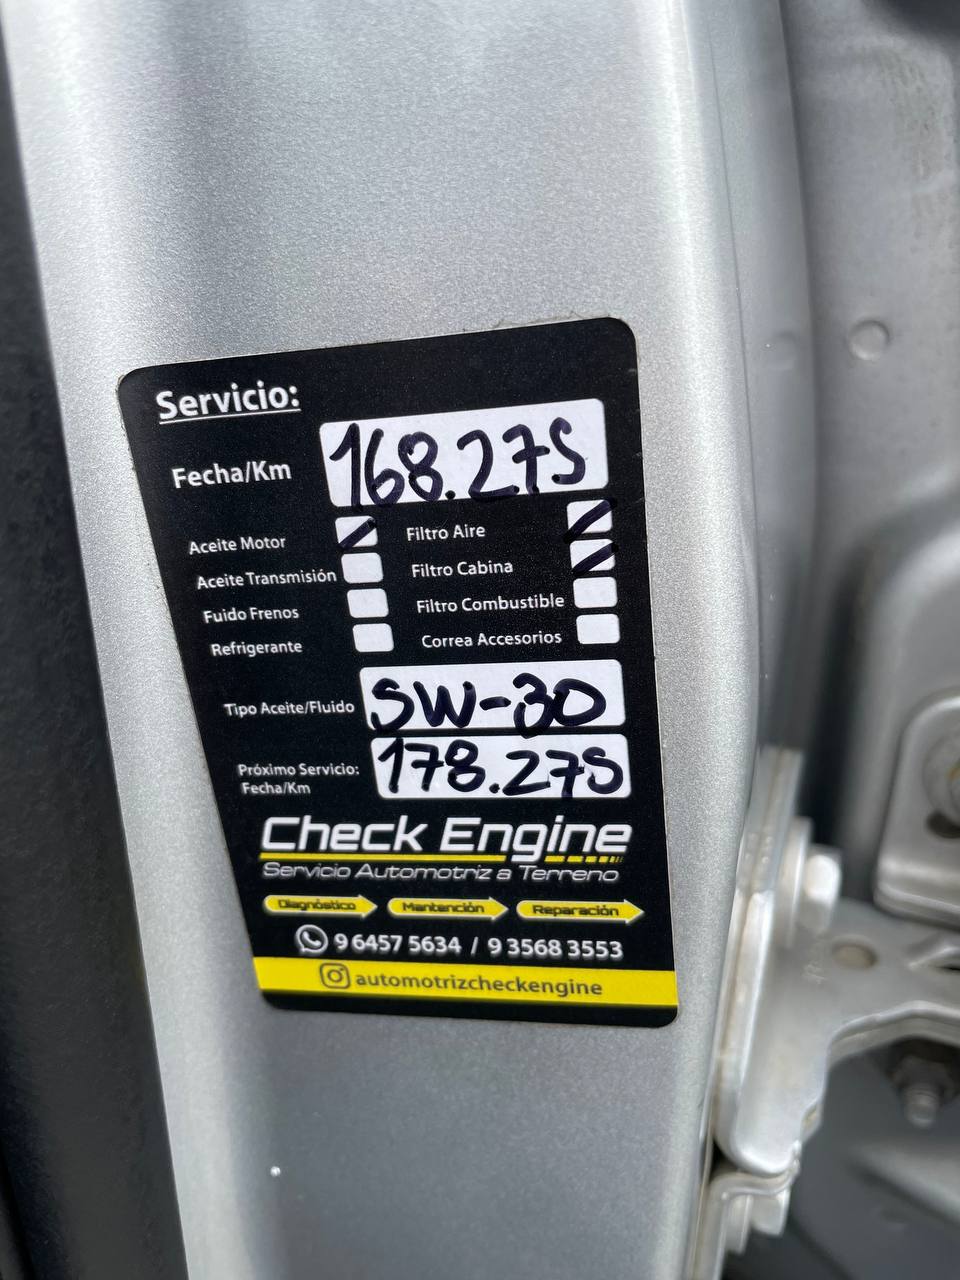 Servicio:
Fecha/Km 168.275
Aceite Motor Filtro Aire
Aceite Transmisión Filtro Cabina
Fuido Frenos Filtro Combustible
Refrigerante Correa Accesorios
Tipo Aceite/Fluido 5W-30
Próximo Servicio: 178.275
Fecha/Km
Check Engine
Servicio Automotriz a Terreno
Diagnóstico Mantención Reparación
9 6457 5634 / 9 3568 3553
automotrizcheckengine